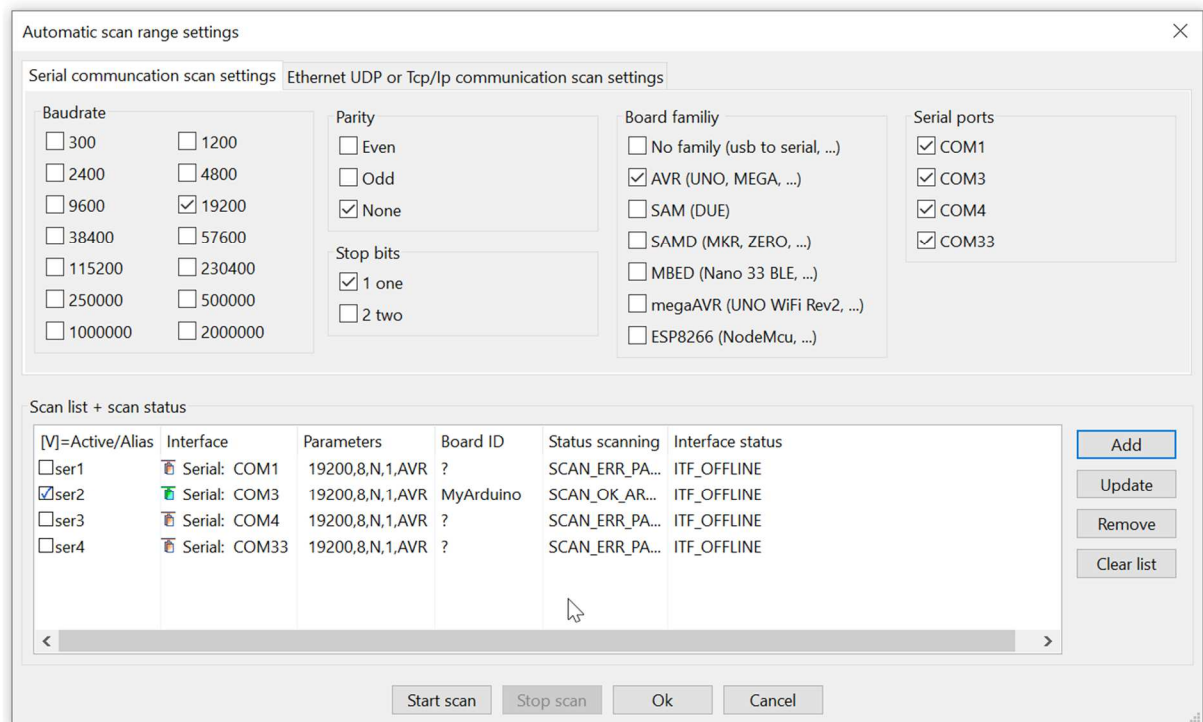 Automatic scan range settings
Serial communcation scan settings Ethernet UDP or Tcp/Ip communication scan settings
Baudrate
300 1200
2400 4800
9600 19200
38400 57600
115200 230400
250000 500000
1000000 2000000
Parity
Even
Odd
None
Stop bits
1 one
2 two
Board familiy
No family (usb to serial, ...)
AVR (UNO, MEGA, ...)
SAM (DUE)
SAMD (MKR, ZERO, ...)
MBED (Nano 33 BLE, ...)
megaAVR (UNO WiFi Rev2, ...)
ESP8266 (NodeMcu, ...)
Serial ports
COM1
COM3
COM4
COM33
Scan list + scan status
[V]=Active/Alias Interface Parameters Board ID Status scanning Interface status
ser1 Serial: COM1 19200,8,N,1,AVR ? SCAN_ERR_PA... ITF_OFFLINE
ser2 Serial: COM3 19200,8,N,1,AVR MyArduino SCAN_OK_AR... ITF_OFFLINE
ser3 Serial: COM4 19200,8,N,1,AVR ? SCAN_ERR_PA... ITF_OFFLINE
ser4 Serial: COM33 19200,8,N,1,AVR ? SCAN_ERR_PA... ITF_OFFLINE
Add
Update
Remove
Clear list
Start scan Stop scan Ok Cancel